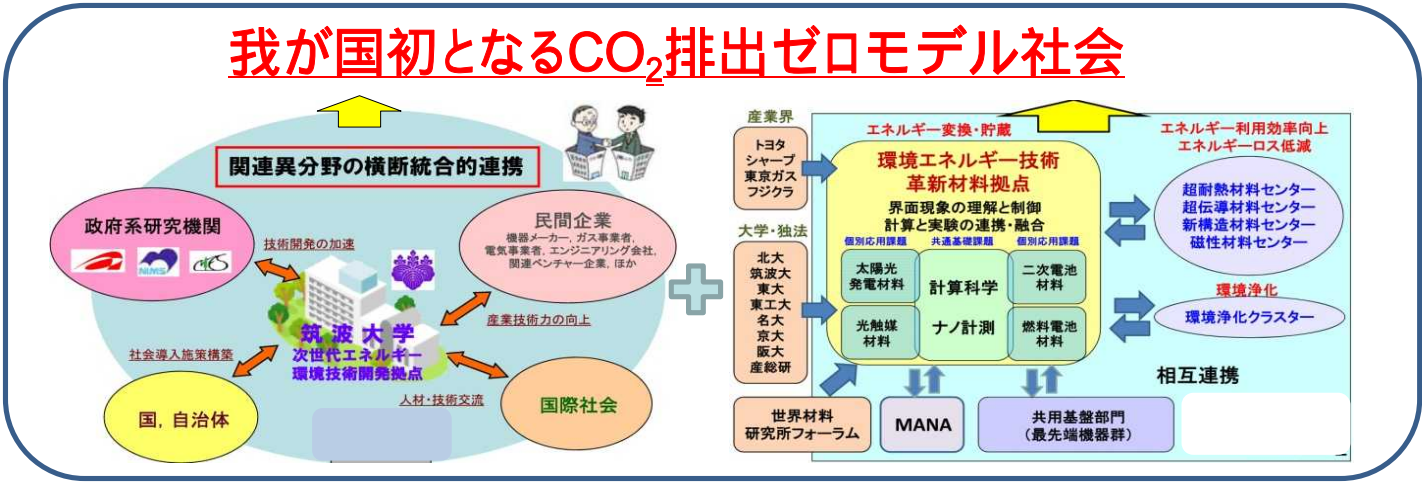 我が国初となるCO2排出ゼロモデル社会
関連異分野の横断統合的連携
政府系研究機関
NIMS
技術開発の加速
民間企業
機器メーカー, ガス事業者,
電気事業者, エンジニアリング会社,
関連ベンチャー企業, ほか
産業技術力の向上
筑波大学
次世代エネルギー
環境技術開発拠点
社会導入施策構築
国, 自治体
人材・技術交流
国際社会
産業界
トヨタ
シャープ
東京ガス
フジクラ
大学・独法
北大
筑波大
東大
東工大
名大
京大
阪大
産総研
世界材料
研究所フォーラム
エネルギー変換・貯蔵
環境エネルギー技術
革新材料拠点
界面現象の理解と制御
計算と実験の連携・融合
個別応用課題
共通基礎課題
個別応用課題
太陽光
発電材料
計算科学
二次電池
材料
光触媒
材料
ナノ計測
燃料電池
材料
エネルギー利用効率向上
エネルギーロス低減
超耐熱材料センター
超伝導材料センター
新構造材料センター
磁性材料センター
環境浄化
環境浄化クラスター
相互連携
MANA
共用基盤部門
（最先端機器群）